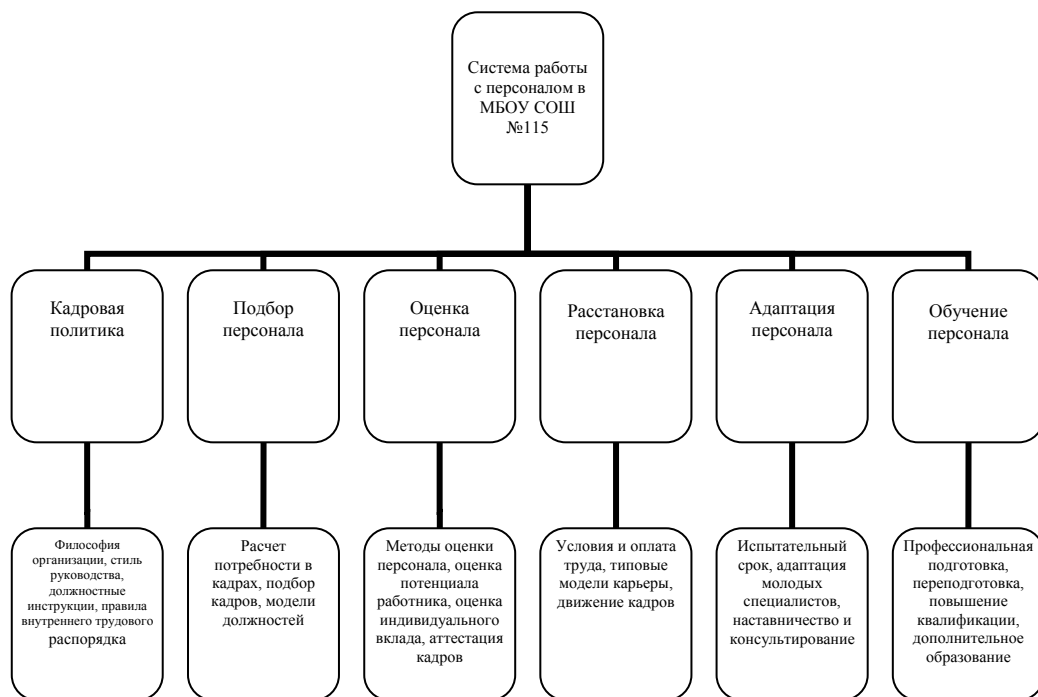 Система работы
с персоналом в
МБОУ СОШ
№115
Кадровая
политика
Подбор
персонала
Оценка
персонала
Расстановка
персонала
Адаптация
персонала
Обучение
персонала
Философия
организации, стиль
руководства,
должностные
инструкции, правила
внутреннего трудового
распорядка
Расчет
потребности в
кадрах, подбор
кадров, модели
должностей
Методы оценки
персонала, оценка
потенциала
работника, оценка
индивидуального
вклада, аттестация
кадров
Условия и оплата
труда, типовые
модели карьеры,
движение кадров
Испытательный
срок, адаптация
молодых
специалистов,
наставничество и
консультирование
Профессиональная
подготовка,
переподготовка,
повышение
квалификации,
дополнительное
образование